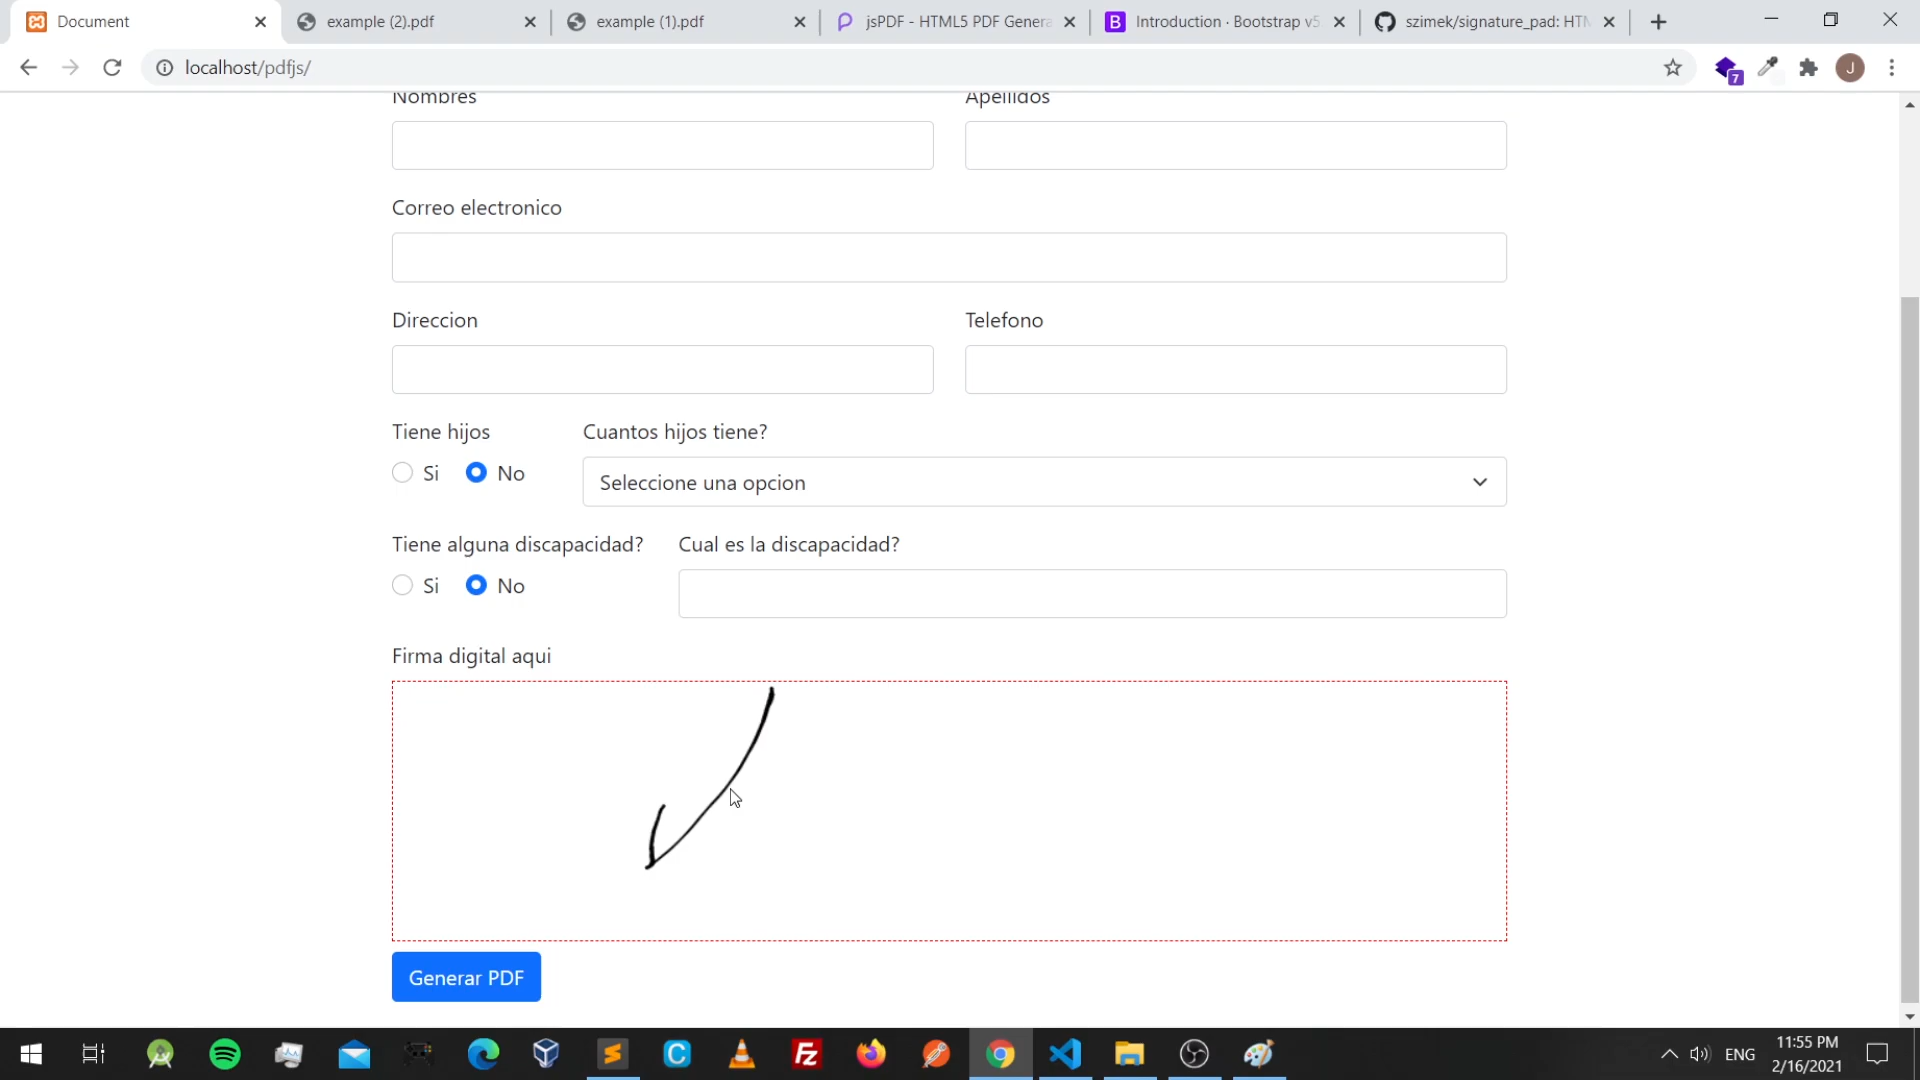 Document
example (2).pdf
example (1).pdf
jsPDF - HTML5 PDF Genera
Introduction · Bootstrap v5
szimek/signature_pad: HTM
localhost/pdfjs/
7
J
Nombres
Apellidos
Correo electronico
Direccion
Telefono
Tiene hijos
Cuantos hijos tiene?
Si
No
Seleccione una opcion
Tiene alguna discapacidad?
Cual es la discapacidad?
Si
No
Firma digital aqui
Generar PDF
ENG
11:55 PM
2/16/2021